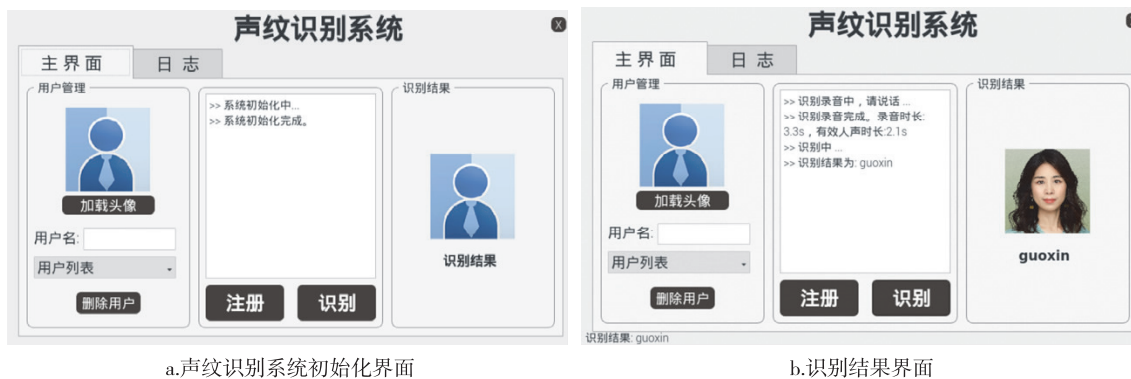 声纹识别系统
X
主界面
日 志
用户管理
加载头像
用户名:
用户列表
删除用户
>> 系统初始化中...
>> 系统初始化完成。
注册
识别
识别结果
识别结果
a.声纹识别系统初始化界面
声纹识别系统
主界面
日 志
用户管理
加载头像
用户名:
用户列表
删除用户
>> 识别录音中，请说话 ...
>> 识别录音完成。录音时长:
3.3s，有效人声时长:2.1s
>> 识别中 ...
>> 识别结果为: guoxin
注册
识别
识别结果
guoxin
识别结果: guoxin
b.识别结果界面